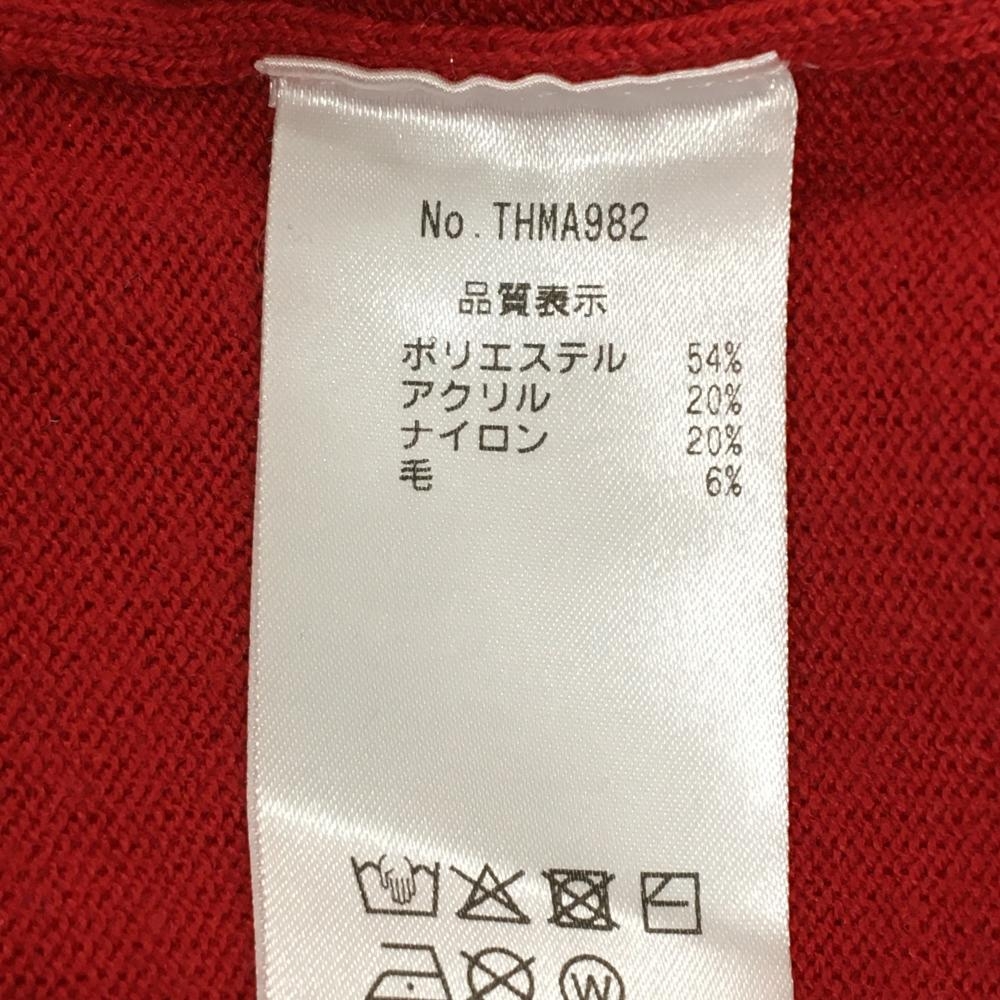 No.THMA982
品質表示
ポリエステル 54%
アクリル 20%
ナイロン 20%
毛 6%
W